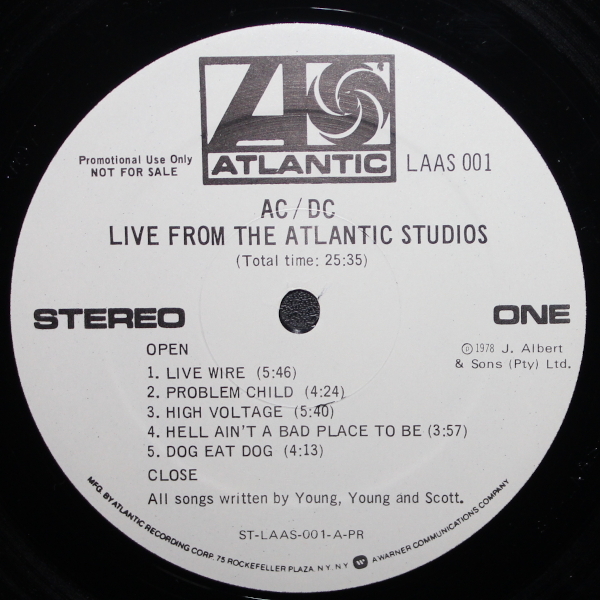 ATLANTIC
Promotional Use Only
NOT FOR SALE
LAAS 001
AC/DC
LIVE FROM THE ATLANTIC STUDIOS
(Total time: 25:35)
STEREO
ONE
OPEN
℗1978 J. Albert
& Sons (Pty) Ltd.
1. LIVE WIRE (5:46)
2. PROBLEM CHILD (4:24)
3. HIGH VOLTAGE (5:40)
4. HELL AIN'T A BAD PLACE TO BE (3:57)
5. DOG EAT DOG (4:13)
CLOSE
All songs written by Young, Young and Scott.
ST-LAAS-001-A-PR
MFG. BY ATLANTIC RECORDING CORP. 75 ROCKEFELLER PLAZA. N.Y. N.Y. A WARNER COMMUNICATIONS COMPANY